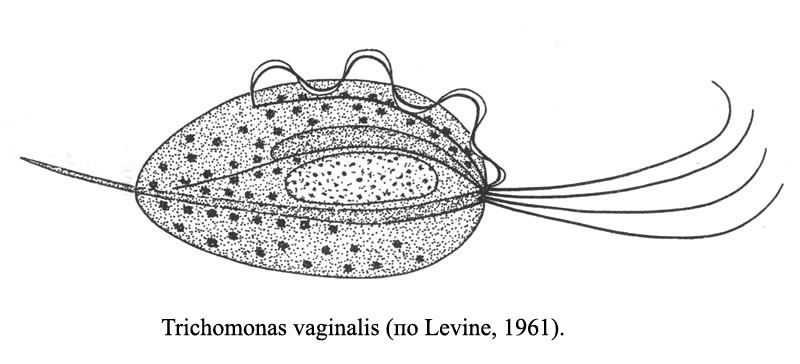 Trichomonas vaginalis (по Levine, 1961).